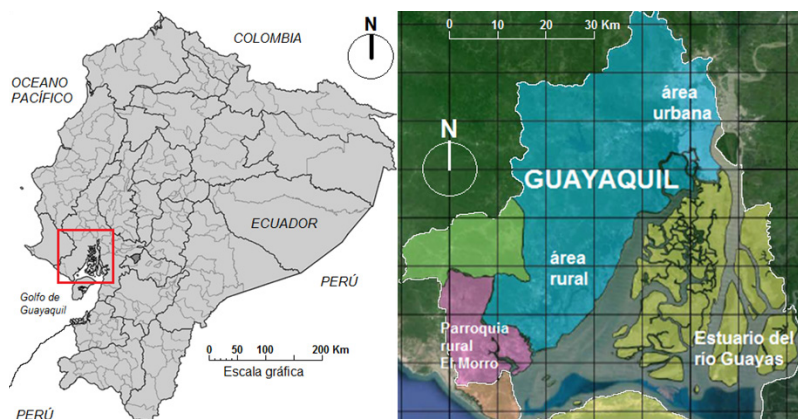 COLOMBIA
N
OCEANO
PACÍFICO
ECUADOR
PERÚ
Golfo de
Guayaquil
0 50 100 200 Km
Escala gráfica
PERÚ
0 10 20 30 Km
área
urbana
N
GUAYAQUIL
área
rural
Parroquia
rural
El Morro
Estuario del
río Guayas